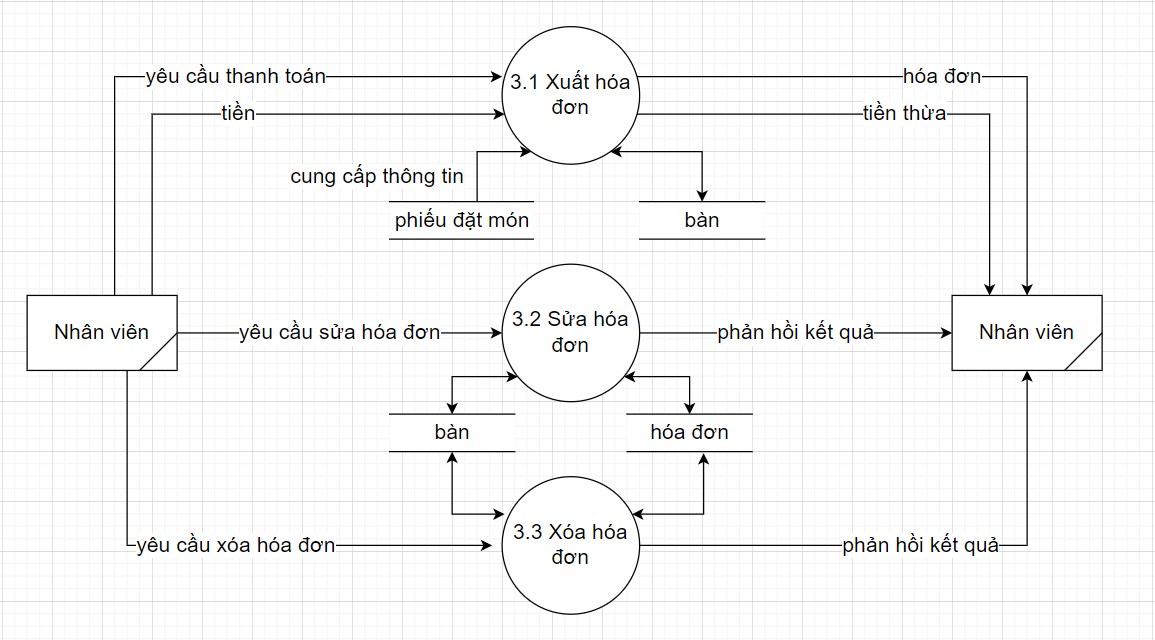 yêu cầu thanh toán
3.1 Xuất hóa
đơn
hóa đơn
tiền
tiền thừa
cung cấp thông tin
phiếu đặt món
bàn
Nhân viên
yêu cầu sửa hóa đơn
3.2 Sửa hóa
đơn
phản hồi kết quả
Nhân viên
bàn
hóa đơn
yêu cầu xóa hóa đơn
3.3 Xóa hóa
đơn
phản hồi kết quả